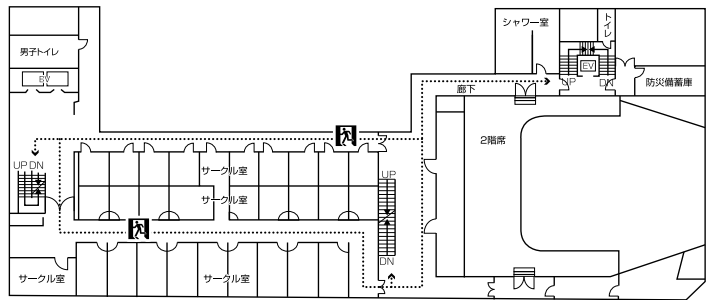 シャワー室
トイレ
男子トイレ
EV
EV
UP
DN
防災備蓄庫
廊下
2階席
UP DN
サークル室
UP
サークル室
DN
サークル室
サークル室